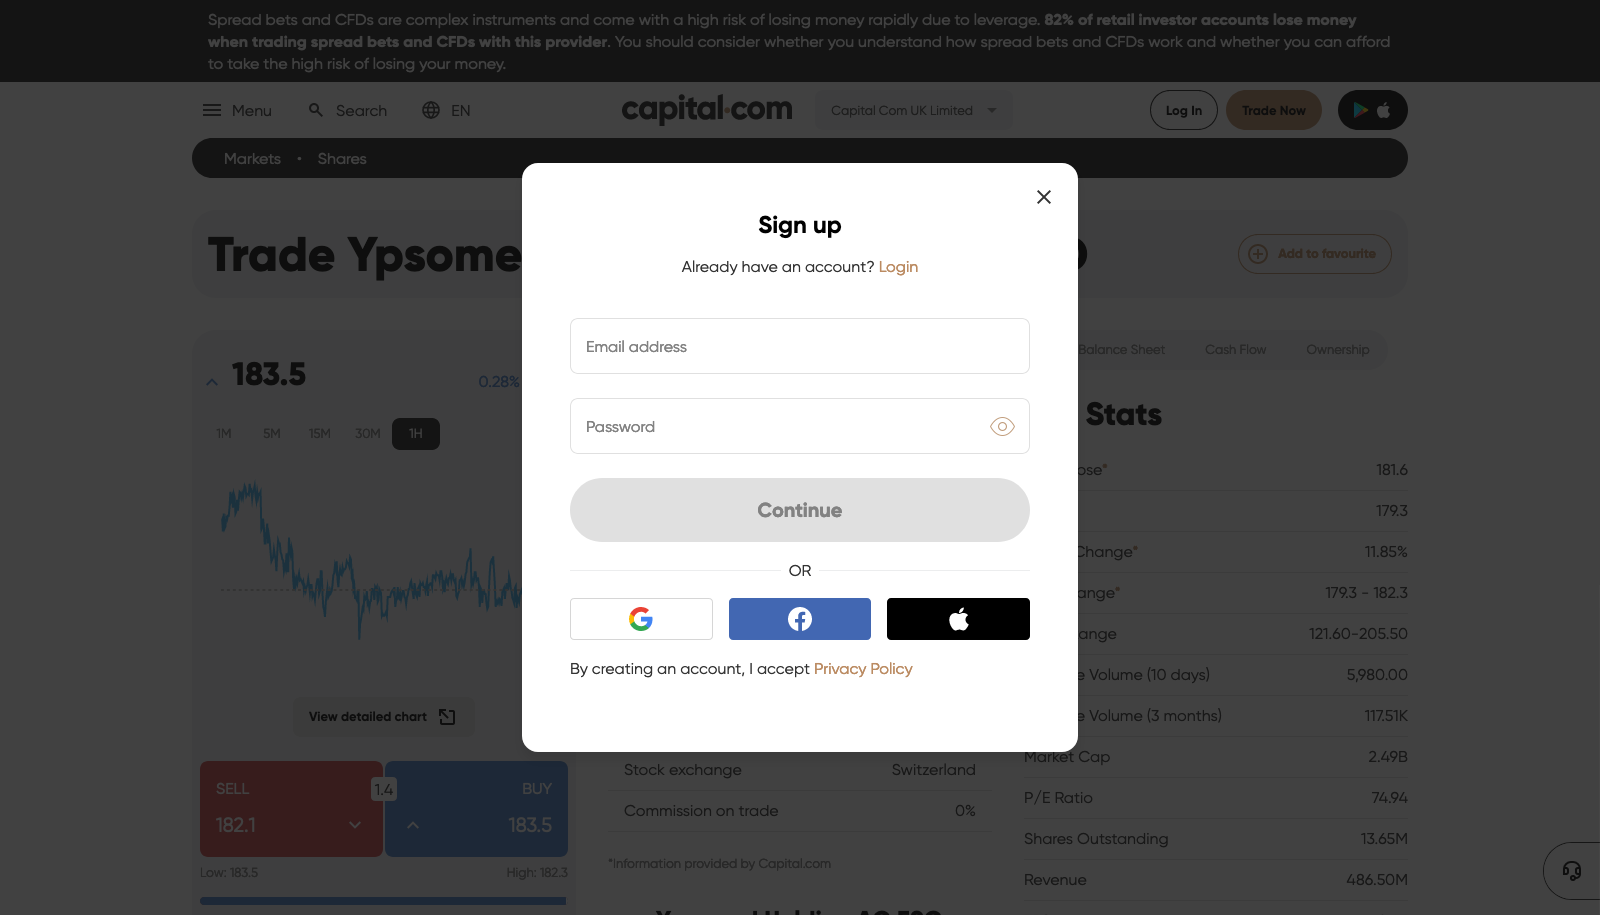 Spread bets and CFDs are complex instruments and come with a high risk of losing money rapidly due to leverage. 82% of retail investor accounts lose money
when trading spread bets and CFDs with this provider. You should consider whether you understand how spread bets and CFDs work and whether you can afford
to take the high risk of losing your money.
Menu Search EN capital.com Capital Com UK Limited Log In Trade Now
Markets • Shares
Sign up
Already have an account? Login
Trade Ypsome
Add to favourite
Email address
Password
Continue
OR
By creating an account, I accept Privacy Policy
183.5 0.28%
1M 5M 15M 30M 1H
View detailed chart
SELL 1.4 BUY
182.1 183.5
Low: 183.5 High: 182.3
Stock exchange Switzerland
Commission on trade 0%
*Information provided by Capital.com
Balance Sheet Cash Flow Ownership
Stats
ose* 181.6
179.3
Change* 11.85%
ange* 179.3 - 182.3
ange 121.60-205.50
e Volume (10 days) 5,980.00
e Volume (3 months) 117.51K
Market Cap 2.49B
P/E Ratio 74.94
Shares Outstanding 13.65M
Revenue 486.50M